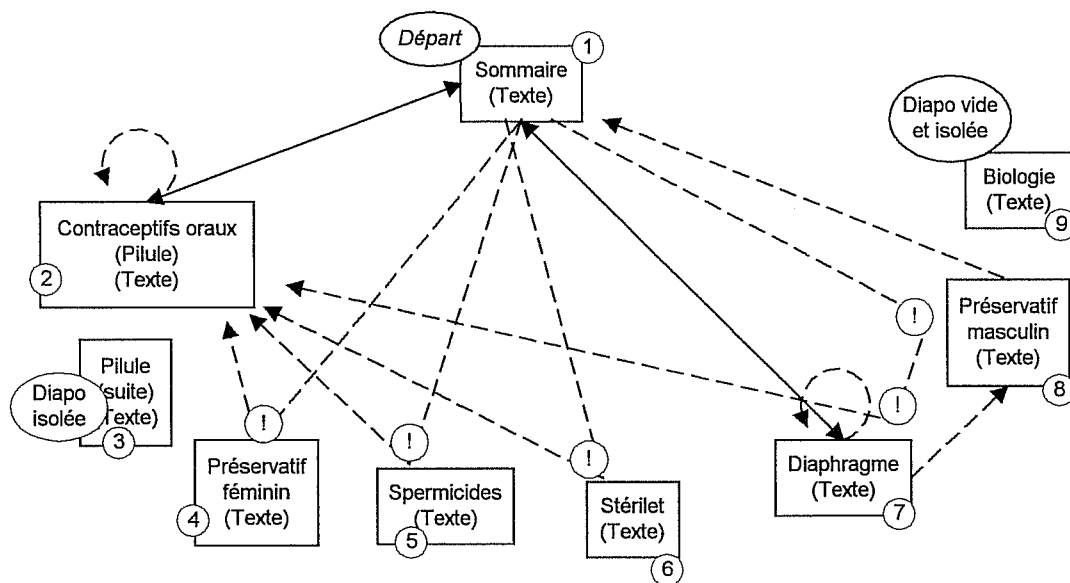 Départ
1
Sommaire
(Texte)
Diapo vide
et isolée
Biologie
(Texte)
9
Contraceptifs oraux
(Pilule)
(Texte)
2
!
Préservatif
masculin
(Texte)
8
Pilule
(suite)
(Texte)
Diapo
isolée
3
!
!
!
!
Préservatif
féminin
(Texte)
4
Spermicides
(Texte)
5
Stérilet
(Texte)
6
Diaphragme
(Texte)
7